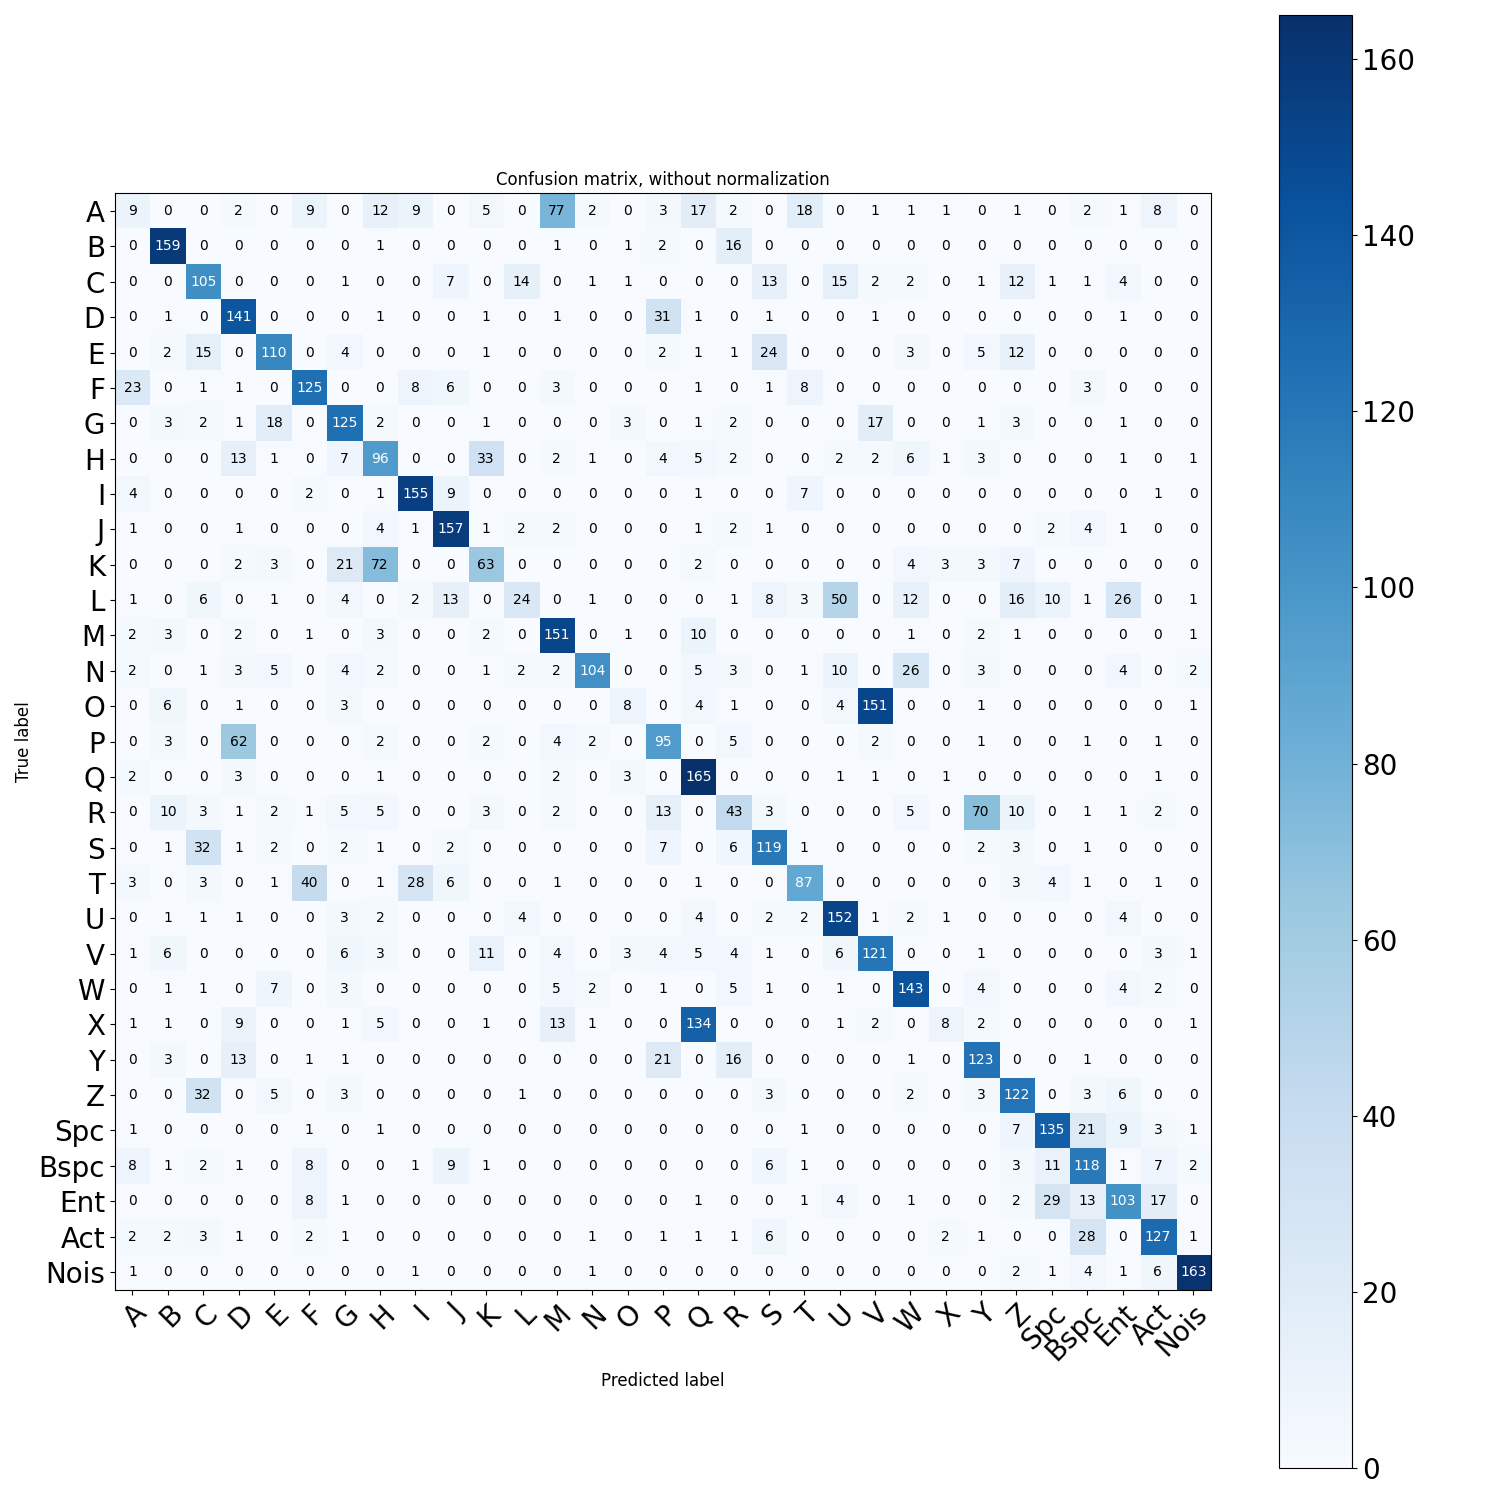 Confusion matrix, without normalization
A 9 0 0 2 0 9 0 12 9 0 5 0 77 2 0 3 17 2 0 18 0 1 1 1 0 1 0 2 1 8 0
B 0 159 0 0 0 0 0 1 0 0 0 0 1 0 1 2 0 16 0 0 0 0 0 0 0 0 0 0 0 0 0
C 0 0 105 0 0 0 1 0 0 7 0 14 0 1 1 0 0 0 13 0 15 2 2 0 1 12 1 1 4 0 0
D 0 1 0 141 0 0 0 1 0 0 1 0 1 0 0 31 1 0 1 0 0 1 0 0 0 0 0 0 1 0 0
E 0 2 15 0 110 0 4 0 0 0 1 0 0 0 0 2 1 1 24 0 0 0 3 0 5 12 0 0 0 0 0
F 23 0 1 1 0 125 0 0 8 6 0 0 3 0 0 0 1 0 1 8 0 0 0 0 0 0 0 3 0 0 0
G 0 3 2 1 18 0 125 2 0 0 1 0 0 0 3 0 1 2 0 0 0 17 0 0 1 3 0 0 1 0 0
H 0 0 0 13 1 0 7 96 0 0 33 0 2 1 0 4 5 2 0 0 2 2 6 1 3 0 0 0 1 0 1
I 4 0 0 0 0 2 0 1 155 9 0 0 0 0 0 0 1 0 0 7 0 0 0 0 0 0 0 0 0 1 0
J 1 0 0 1 0 0 0 4 1 157 1 2 2 0 0 0 1 2 1 0 0 0 0 0 0 0 2 4 1 0 0
K 0 0 0 2 3 0 21 72 0 0 63 0 0 0 0 0 2 0 0 0 0 0 4 3 3 7 0 0 0 0 0
L 1 0 6 0 1 0 4 0 2 13 0 24 0 1 0 0 0 1 8 3 50 0 12 0 0 16 10 1 26 0 1
M 2 3 0 2 0 1 0 3 0 0 2 0 151 0 1 0 10 0 0 0 0 0 1 0 2 1 0 0 0 0 1
N 2 0 1 3 5 0 4 2 0 0 1 2 2 104 0 0 5 3 0 1 10 0 26 0 3 0 0 0 4 0 2
O 0 6 0 1 0 0 3 0 0 0 0 0 0 0 8 0 4 1 0 0 4 151 0 0 1 0 0 0 0 0 1
P 0 3 0 62 0 0 0 2 0 0 2 0 4 2 0 95 0 5 0 0 0 2 0 0 1 0 0 1 0 1 0
Q 2 0 0 3 0 0 0 1 0 0 0 0 2 0 3 0 165 0 0 0 1 1 0 1 0 0 0 0 0 1 0
R 0 10 3 1 2 1 5 5 0 0 3 0 2 0 0 13 0 43 3 0 0 0 5 0 70 10 0 1 1 2 0
S 0 1 32 1 2 0 2 1 0 2 0 0 0 0 0 7 0 6 119 1 0 0 0 0 2 3 0 1 0 0 0
T 3 0 3 0 1 40 0 1 28 6 0 0 1 0 0 0 1 0 0 87 0 0 0 0 0 3 4 1 0 1 0
U 0 1 1 1 0 0 3 2 0 0 0 4 0 0 0 0 4 0 2 2 152 1 2 1 0 0 0 0 4 0 0
V 1 6 0 0 0 0 6 3 0 0 11 0 4 0 3 4 5 4 1 0 6 121 0 0 1 0 0 0 0 3 1
W 0 1 1 0 7 0 3 0 0 0 0 0 5 2 0 1 0 5 1 0 1 0 143 0 4 0 0 0 4 2 0
X 1 1 0 9 0 0 1 5 0 0 1 0 13 1 0 0 134 0 0 0 1 2 0 8 2 0 0 0 0 0 1
Y 0 3 0 13 0 1 1 0 0 0 0 0 0 0 0 21 0 16 0 0 0 0 1 0 123 0 0 1 0 0 0
Z 0 0 32 0 5 0 3 0 0 0 0 1 0 0 0 0 0 0 3 0 0 0 2 0 3 122 0 3 6 0 0
Spc 1 0 0 0 0 1 0 1 0 0 0 0 0 0 0 0 0 0 0 1 0 0 0 0 0 7 135 21 9 3 1
Bspc 8 1 2 1 0 8 0 0 1 9 1 0 0 0 0 0 0 0 6 1 0 0 0 0 0 3 11 118 1 7 2
Ent 0 0 0 0 0 8 1 0 0 0 0 0 0 0 0 0 1 0 0 1 4 0 1 0 0 2 29 13 103 17 0
Act 2 2 3 1 0 2 1 0 0 0 0 0 0 1 0 1 1 1 6 0 0 0 0 2 1 0 0 28 0 127 1
Nois 1 0 0 0 0 0 0 0 1 0 0 0 0 1 0 0 0 0 0 0 0 0 0 0 0 2 1 4 1 6 163
A B C D E F G H I J K L M N O P Q R S T U V W X Y Z Spc Bspc Ent Act Nois
Predicted label
True label
160
140
120
100
80
60
40
20
0